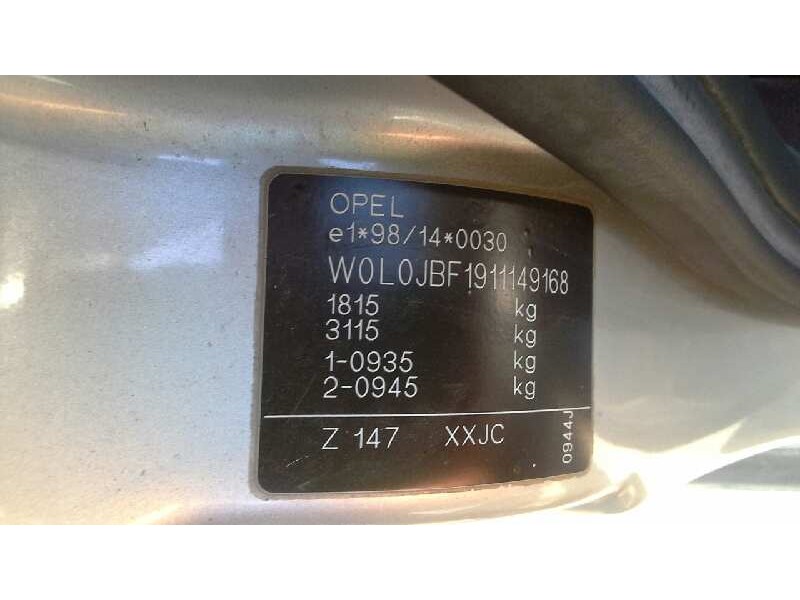 OPEL
e1*98/14*0030
W0L0JBF1911149168
1815 kg
3115 kg
1-0935 kg
2-0945 kg
Z 147 XXJC
0944J